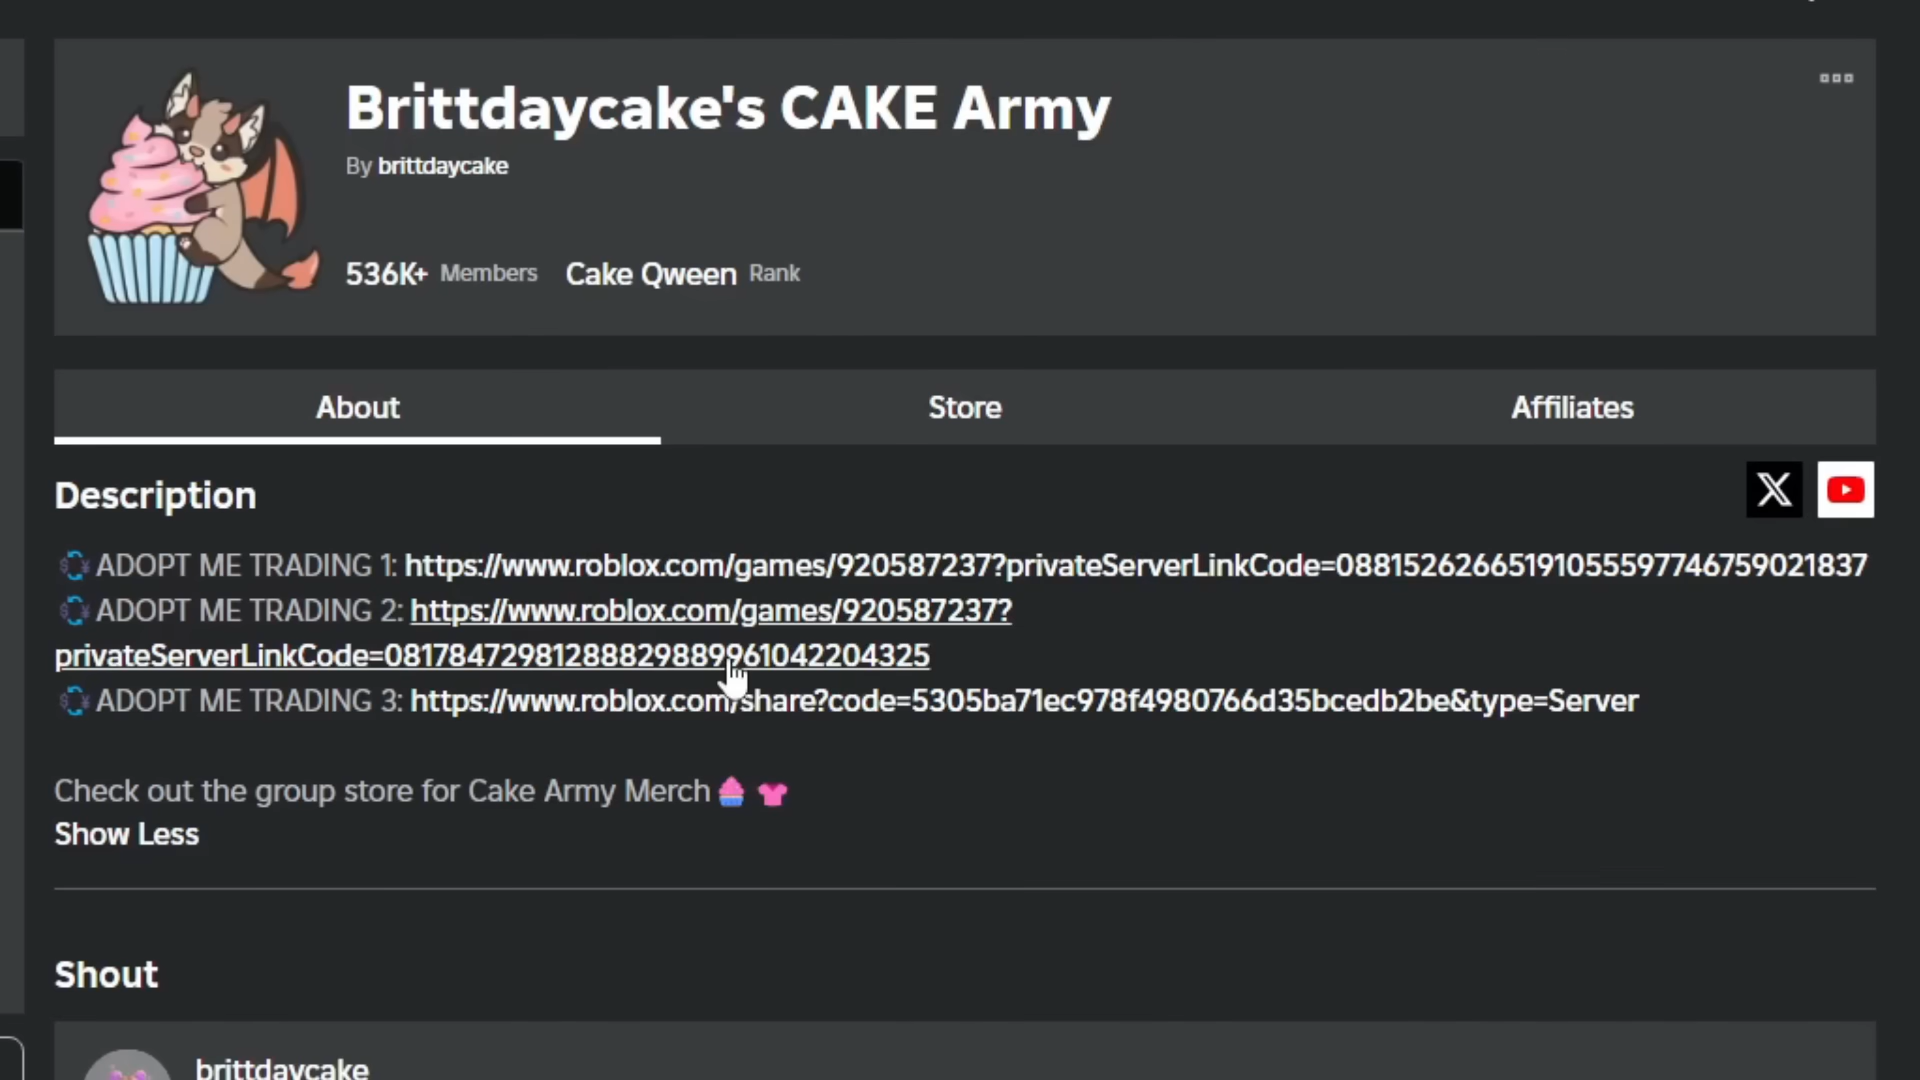 Brittdaycake's CAKE Army
By brittdaycake
536K+ Members Cake Qween Rank
About Store Affiliates
Description
ADOPT ME TRADING 1: https://www.roblox.com/games/920587237?privateServerLinkCode=08815262665191055597746759021837
ADOPT ME TRADING 2: https://www.roblox.com/games/920587237?
privateServerLinkCode=08178472981288829889961042204325
ADOPT ME TRADING 3: https://www.roblox.com/share?code=5305ba71ec978f4980766d35bcedb2be&type=Server
Check out the group store for Cake Army Merch
Show Less
Shout
brittdaycake